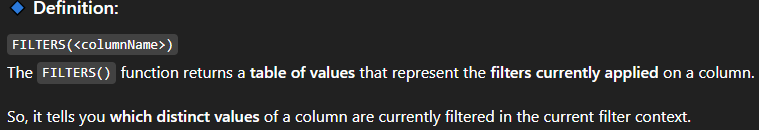 Definition:
FILTERS(<columnName>)
The FILTERS() function returns a table of values that represent the filters currently applied on a column.
So, it tells you which distinct values of a column are currently filtered in the current filter context.